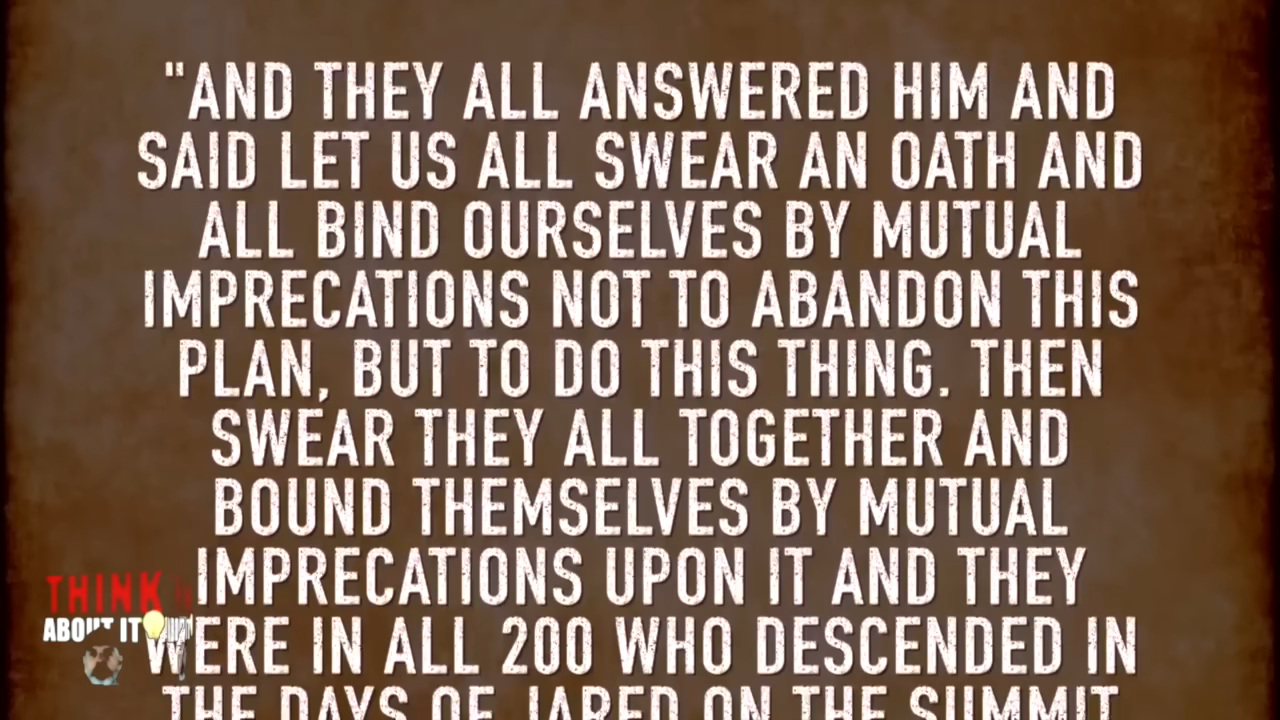 "AND THEY ALL ANSWERED HIM AND
SAID LET US ALL SWEAR AN OATH AND
ALL BIND OURSELVES BY MUTUAL
IMPRECATIONS NOT TO ABANDON THIS
PLAN, BUT TO DO THIS THING. THEN
SWEAR THEY ALL TOGETHER AND
BOUND THEMSELVES BY MUTUAL
IMPRECATIONS UPON IT AND THEY
WERE IN ALL 200 WHO DESCENDED IN
THE DAYS OF JARED ON THE SUMMIT
THINK
ABOUT IT